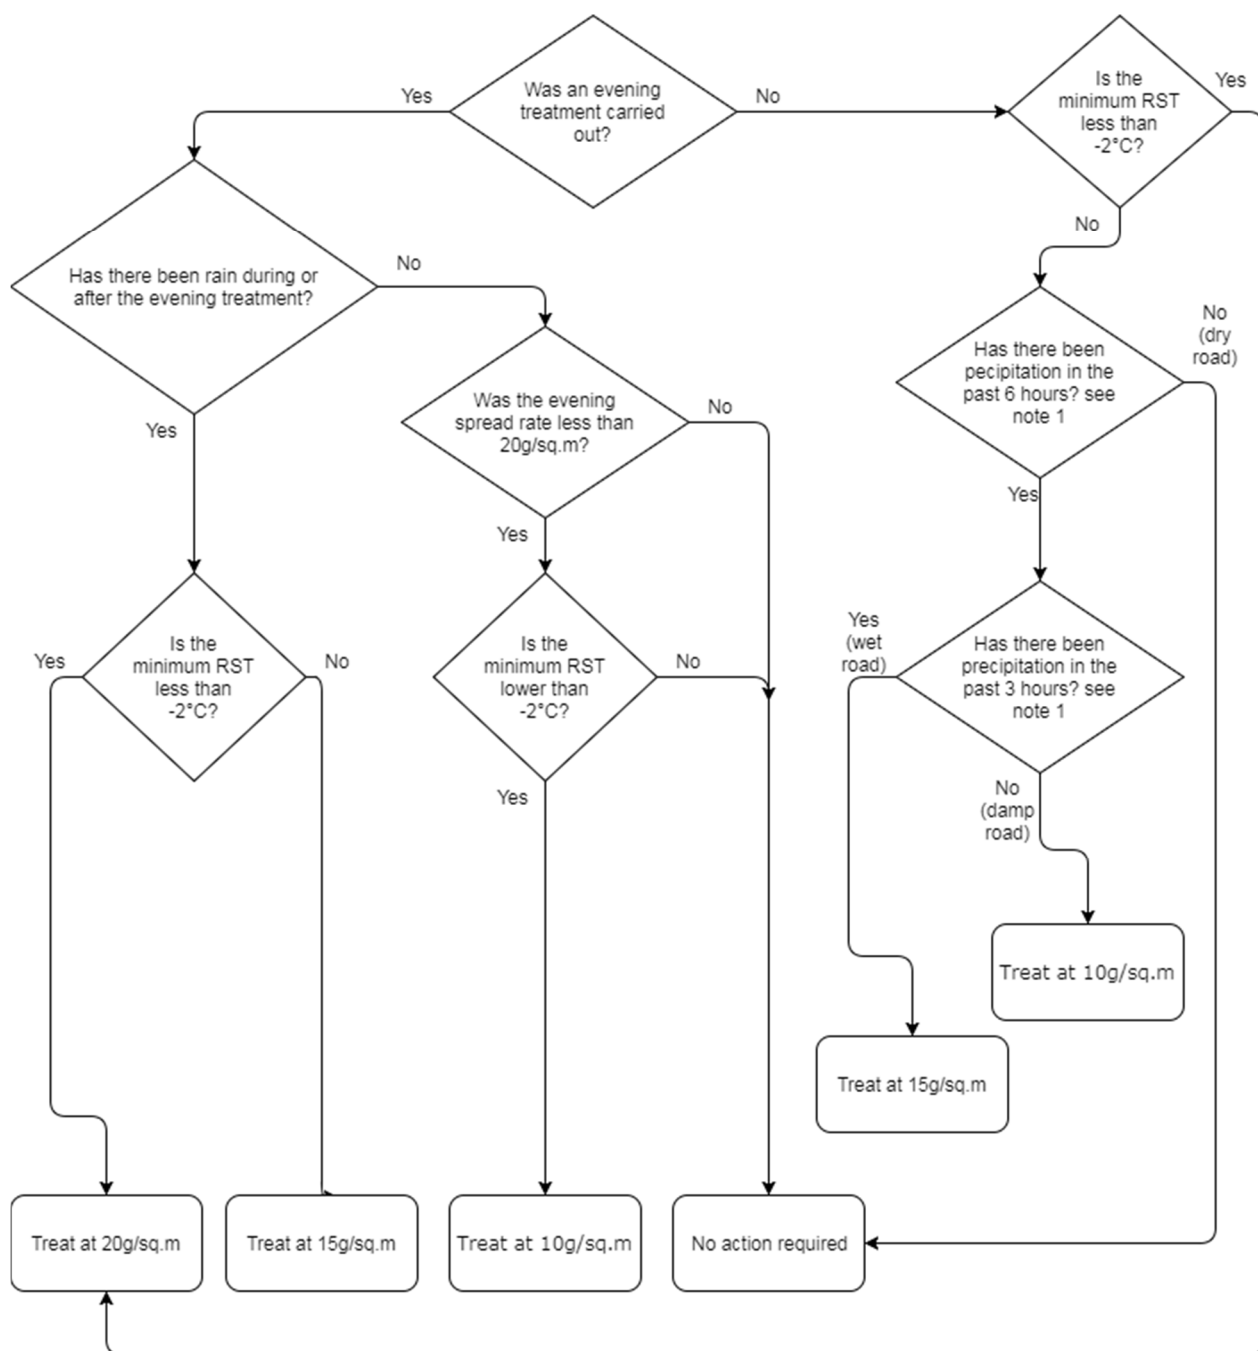 Was an evening
treatment carried
out?
Yes
No
Is the
minimum RST
less than
-2°C?
Yes
No
Has there been rain during or
after the evening treatment?
No
Yes
Was the evening
spread rate less than
20g/sq.m?
No
Yes
Has there been
pecipitation in the
past 6 hours? see
note 1
No
(dry
road)
Yes
Is the
minimum RST
less than
-2°C?
Yes
No
Is the
minimum RST
lower than
-2°C?
No
Yes
Has there been
precipitation in the
past 3 hours? see
note 1
Yes
(wet
road)
No
(damp
road)
Treat at 10g/sq.m
Treat at 15g/sq.m
Treat at 20g/sq.m
Treat at 15g/sq.m
Treat at 10g/sq.m
No action required